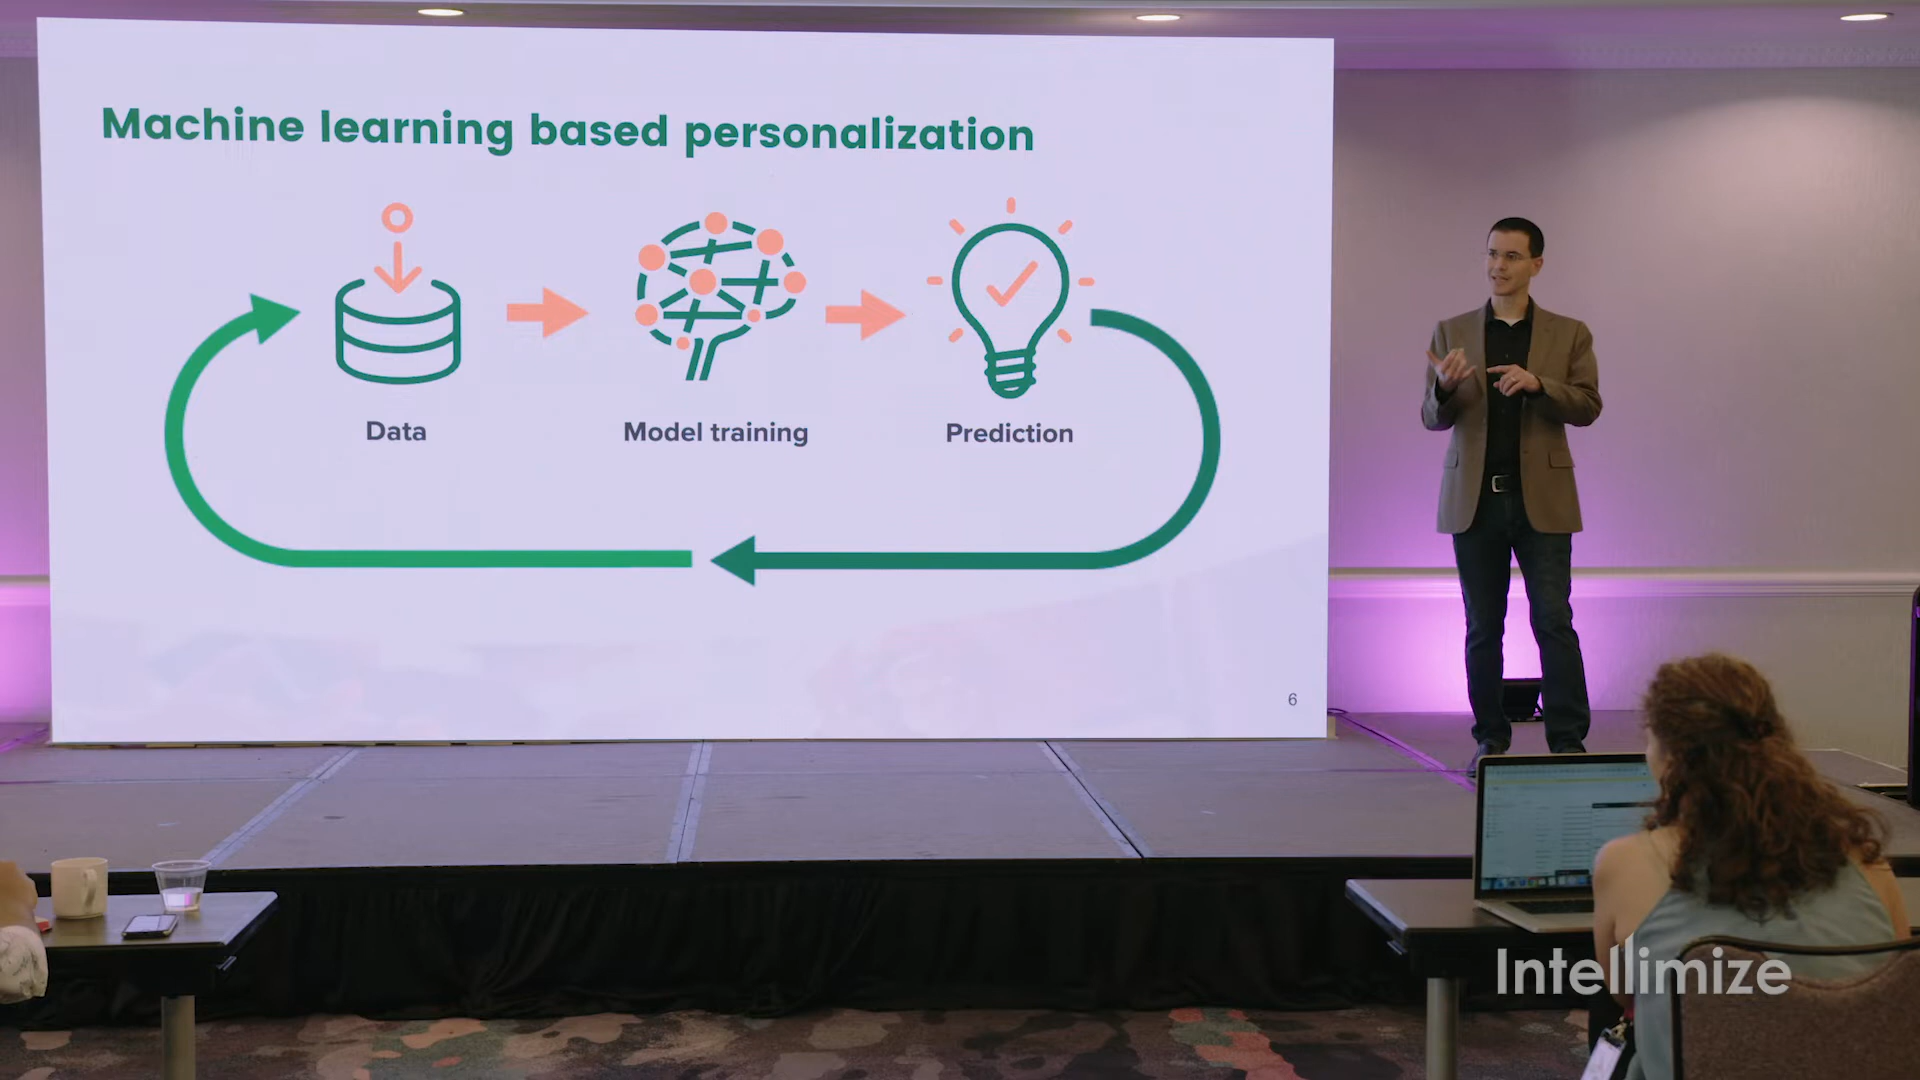 Machine learning based personalization
Data
Model training
Prediction
6
Intellimize